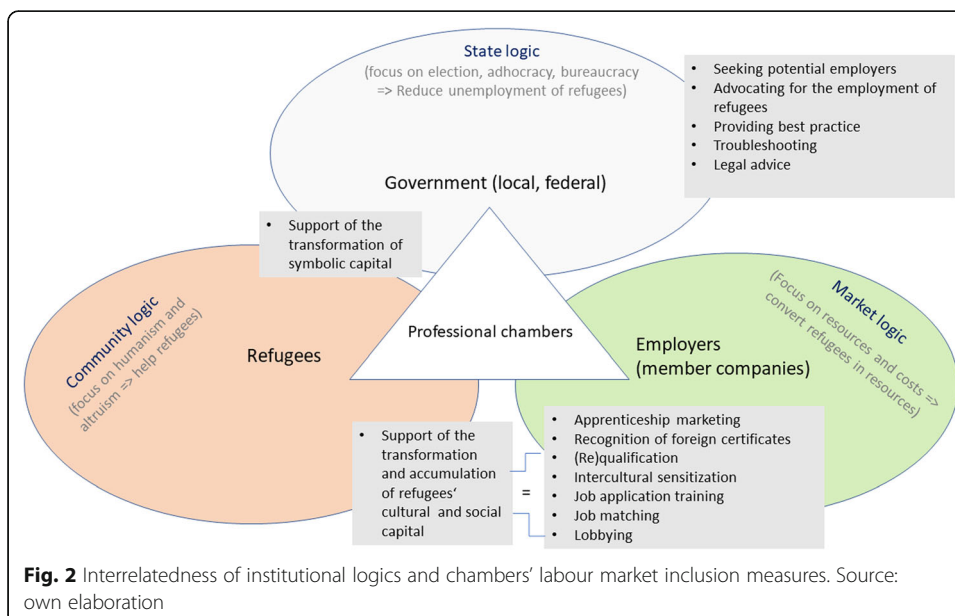 State logic
(focus on election, adhocracy, bureaucracy
=> Reduce unemployment of refugees)
• Seeking potential employers
• Advocating for the employment of
refugees
• Providing best practice
• Troubleshooting
• Legal advice
Government (local, federal)
• Support of the
transformation of
symbolic capital
Community logic
(focus on humanism and
altruism => help refugees)
Refugees
Professional chambers
Employers
(member companies)
Market logic
(Focus on resources and costs =>
convert refugees in resources)
• Support of the
transformation
and accumulation
of refugees‘
cultural and social
capital
=
• Apprenticeship marketing
• Recognition of foreign certificates
• (Re)qualification
• Intercultural sensitization
• Job application training
• Job matching
• Lobbying
Fig. 2 Interrelatedness of institutional logics and chambers’ labour market inclusion measures. Source:
own elaboration